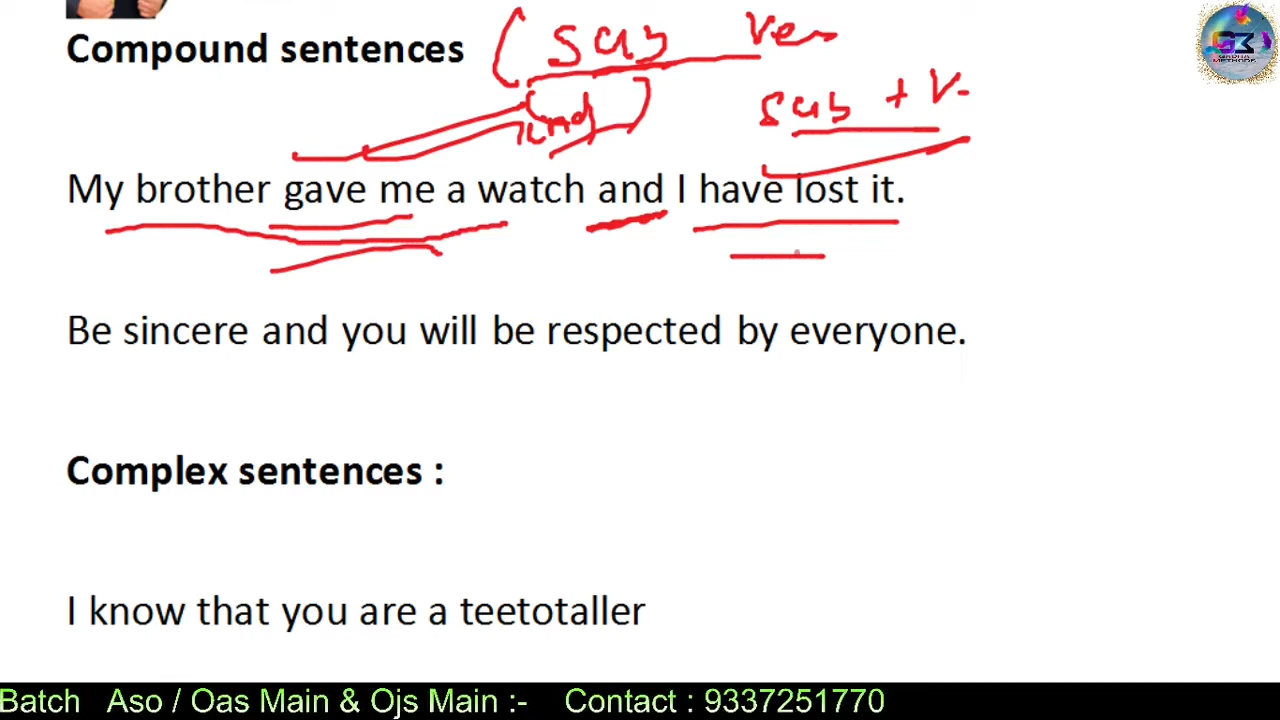 Compound sentences ( sub ver
(and)
sub + v.
My brother gave me a watch and I have lost it.
Be sincere and you will be respected by everyone.
Complex sentences :
I know that you are a teetotaller
Batch Aso / Oas Main & Ojs Main :- Contact : 9337251770